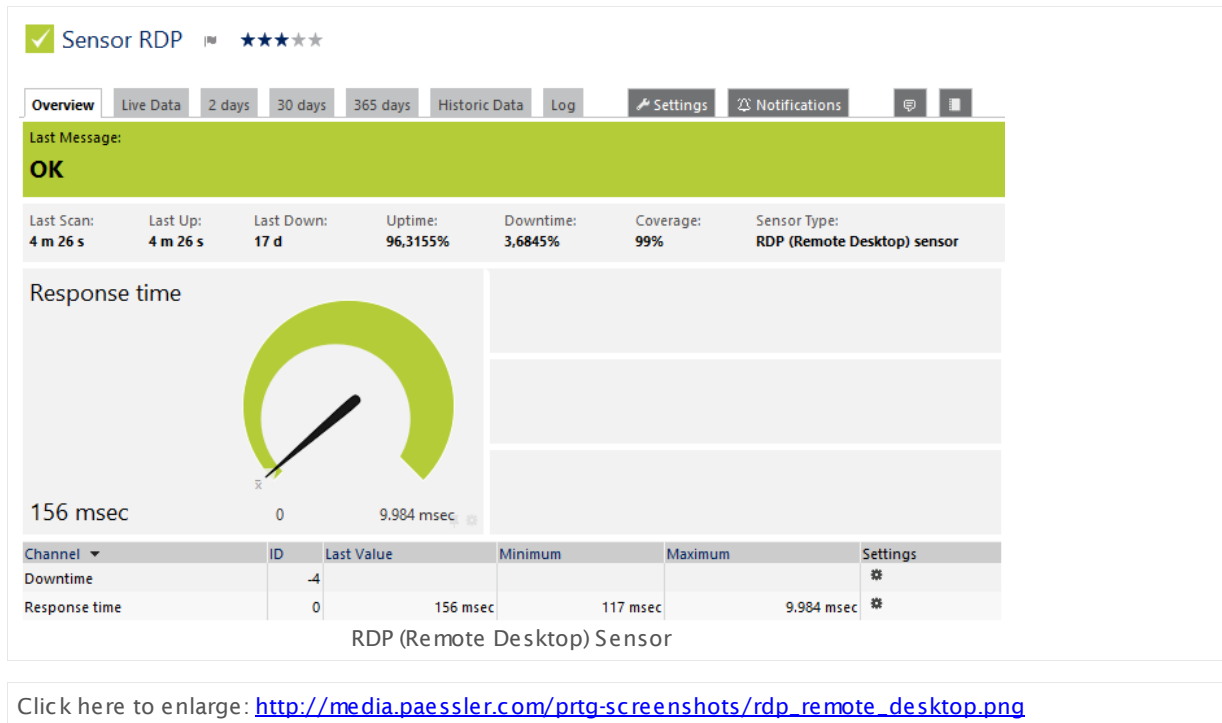 Sensor RDP
Overview Live Data 2 days 30 days 365 days Historic Data Log Settings Notifications
Last Message:
OK
Last Scan: Last Up: Last Down: Uptime: Downtime: Coverage: Sensor Type:
4 m 26 s 4 m 26 s 17 d 96,3155% 3,6845% 99% RDP (Remote Desktop) sensor
Response time
x̄
156 msec 0 9.984 msec
Channel ID Last Value Minimum Maximum Settings
Downtime -4
Response time 0 156 msec 117 msec 9.984 msec
RDP (Remote Desktop) Sensor
Click here to enlarge: http://media.paessler.com/prtg-screenshots/rdp_remote_desktop.png